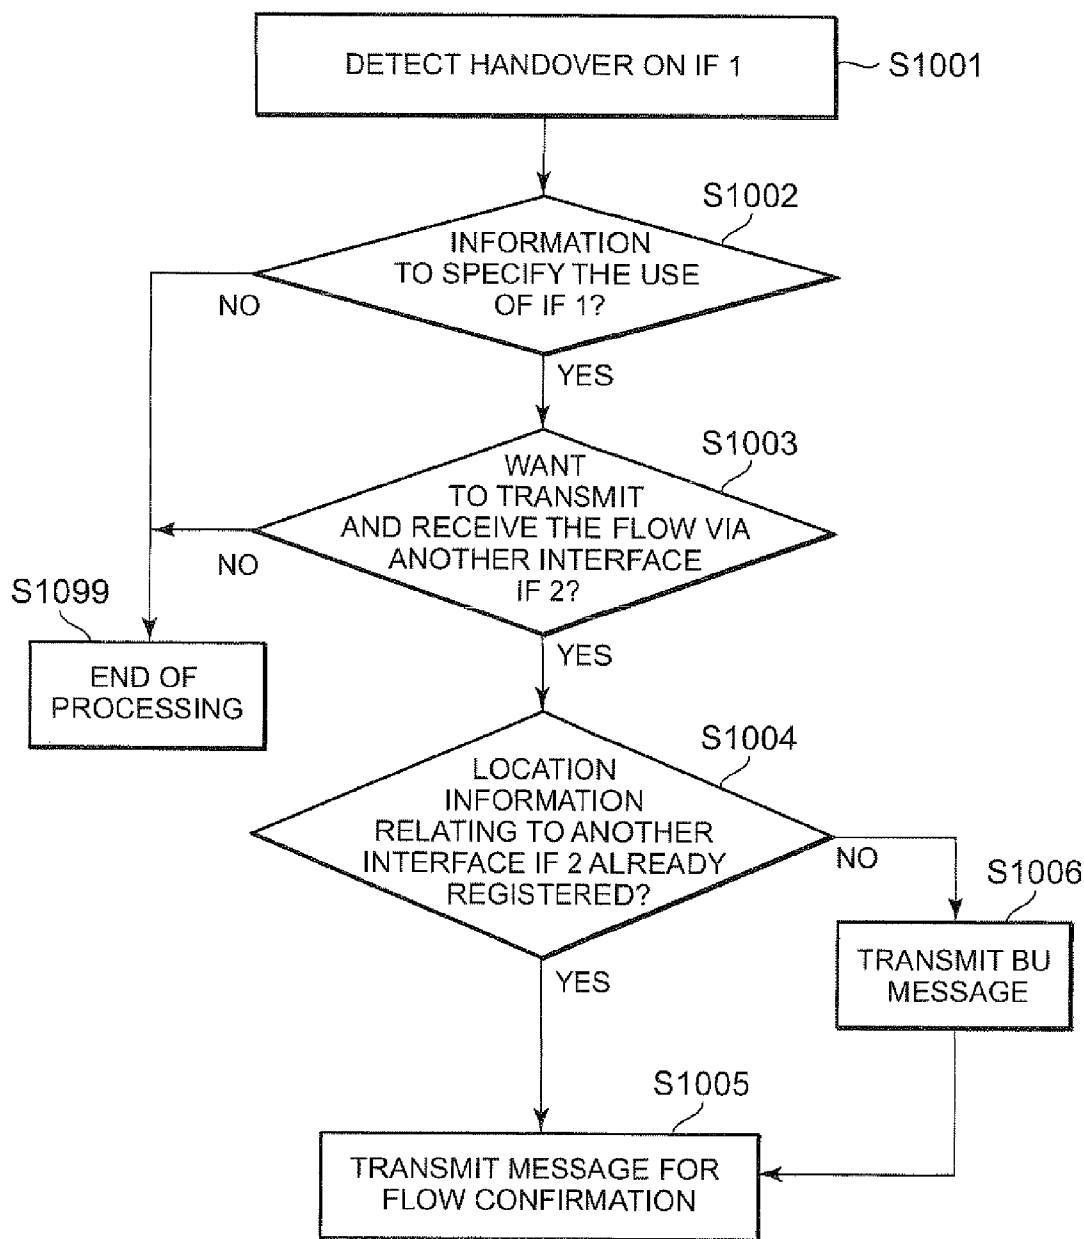 DETECT HANDOVER ON IF 1
S1001
S1002
INFORMATION
TO SPECIFY THE USE
OF IF 1?
NO
YES
S1003
WANT
TO TRANSMIT
AND RECEIVE THE FLOW VIA
ANOTHER INTERFACE
IF 2?
NO
YES
S1099
END OF
PROCESSING
S1004
LOCATION
INFORMATION
RELATING TO ANOTHER
INTERFACE IF 2 ALREADY
REGISTERED?
NO
YES
S1006
TRANSMIT BU
MESSAGE
S1005
TRANSMIT MESSAGE FOR
FLOW CONFIRMATION